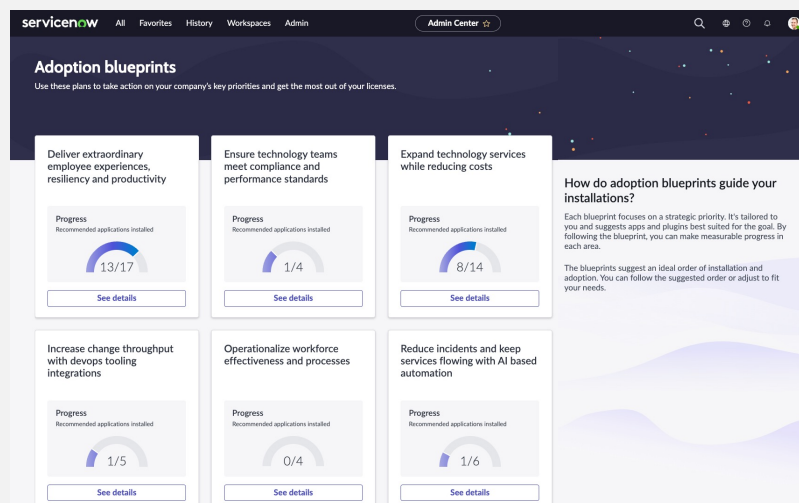 servicenow All Favorites History Workspaces Admin Admin Center
Adoption blueprints
Use these plans to take action on your company's key priorities and get the most out of your licenses.
Deliver extraordinary
employee experiences,
resiliency and productivity
Progress
Recommended applications installed
13/17
See details
Ensure technology teams
meet compliance and
performance standards
Progress
Recommended applications installed
1/4
See details
Expand technology services
while reducing costs
Progress
Recommended applications installed
8/14
See details
How do adoption blueprints guide your
installations?
Each blueprint focuses on a strategic priority. It's tailored to
you and suggests apps and plugins best suited for the goal. By
following the blueprint, you can make measurable progress in
each area.
The blueprints suggest an ideal order of installation and
adoption. You can follow the suggested order or adjust to fit
your needs.
Increase change throughput
with devops tooling
integrations
Progress
Recommended applications installed
1/5
See details
Operationalize workforce
effectiveness and processes
Progress
Recommended applications installed
0/4
See details
Reduce incidents and keep
services flowing with AI based
automation
Progress
Recommended applications installed
1/6
See details